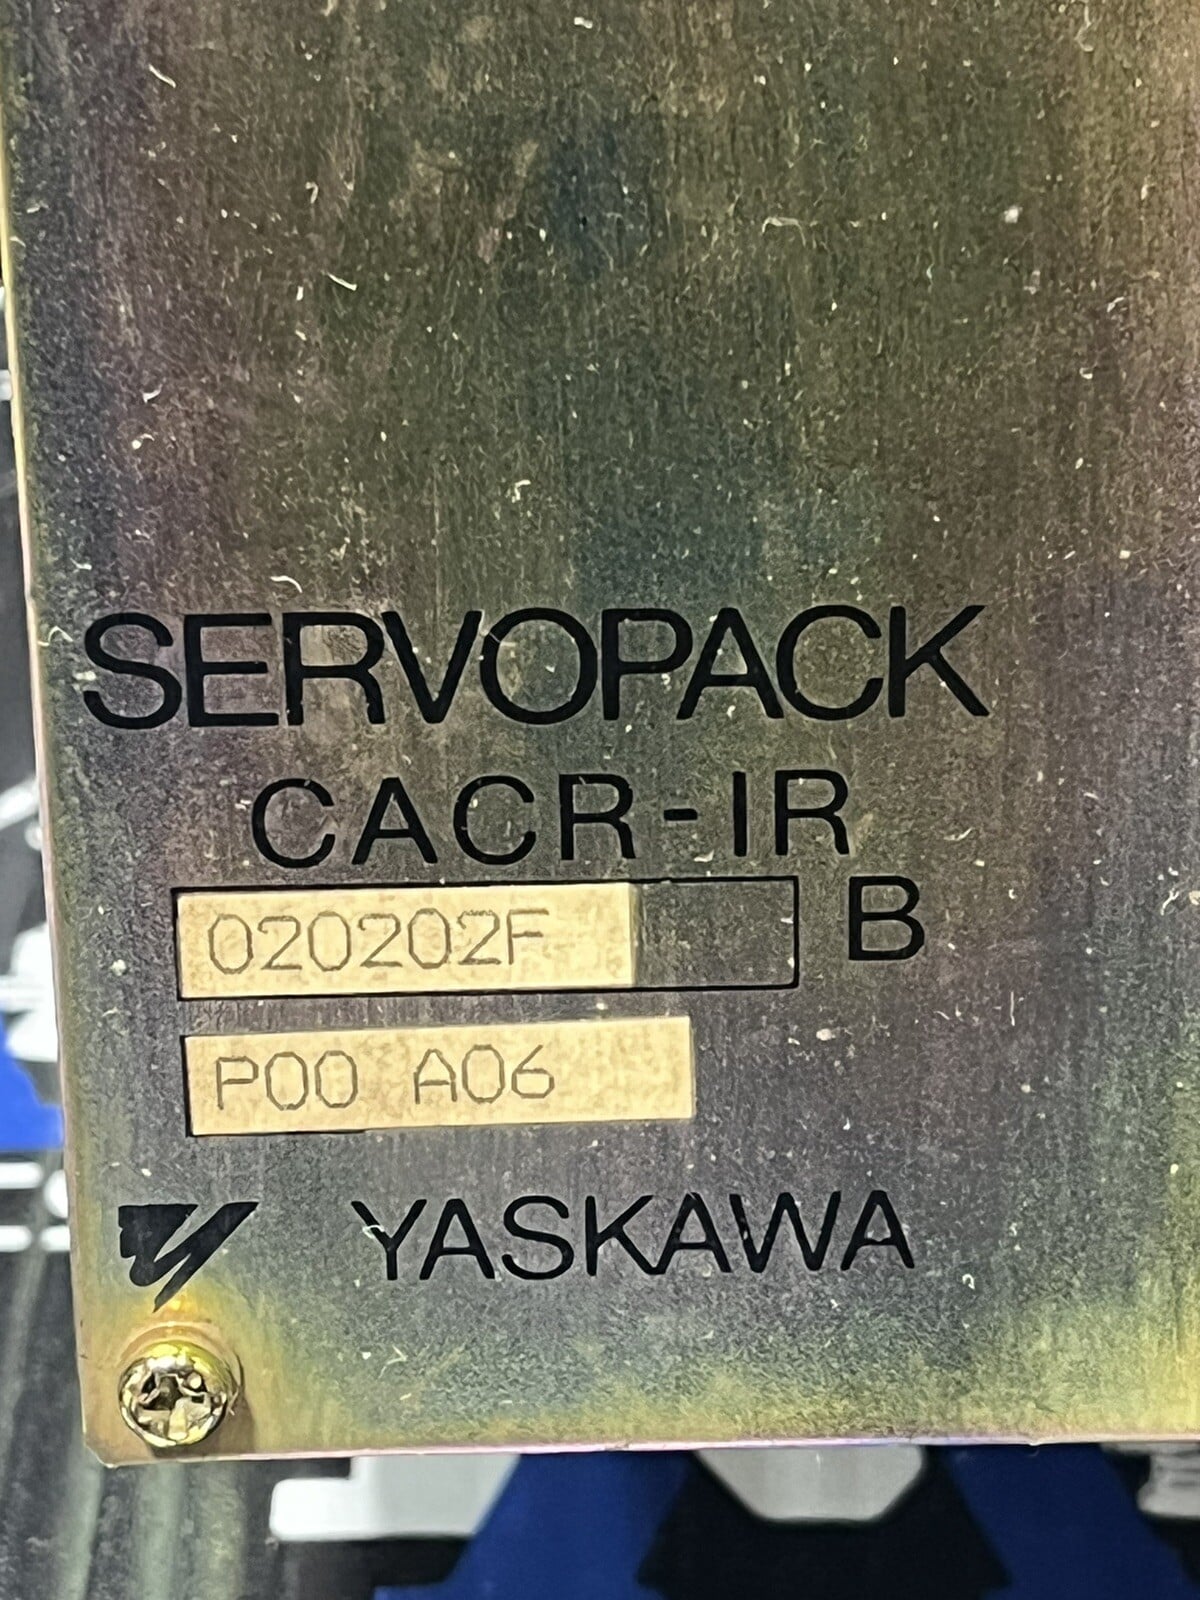 SERVOPACK
CACR-IR
020202F B
P00 A06
YASKAWA